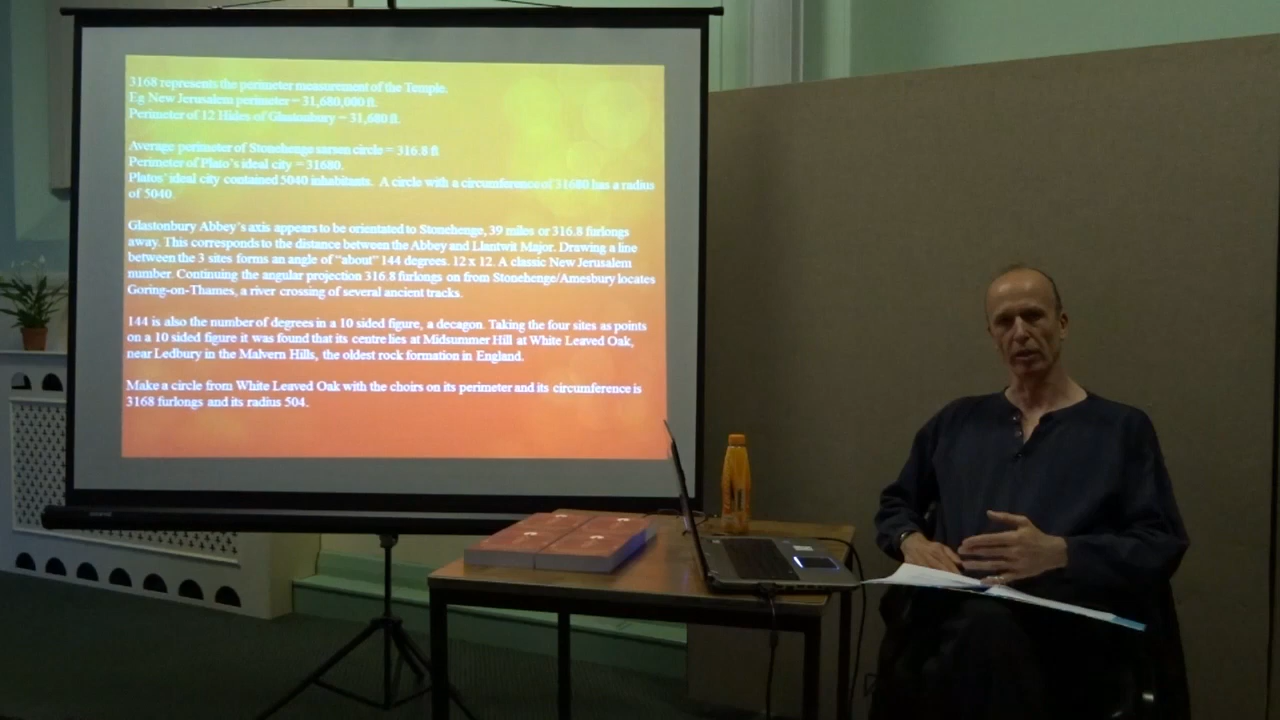 3168 represents the perimeter measurement of the Temple.
Eg New Jerusalem perimeter = 31,680,000 ft.
Perimeter of 12 Hides of Glastonbury = 31,680 ft.
Average perimeter of Stonehenge sarsen circle = 316.8 ft
Perimeter of Plato's ideal city = 31680.
Platos' ideal city contained 5040 inhabitants. A circle with a circumference of 31680 has a radius
of 5040.
Glastonbury Abbey's axis appears to be orientated to Stonehenge, 39 miles or 316.8 furlongs
away. This corresponds to the distance between the Abbey and Llantwit Major. Drawing a line
between the 3 sites forms an angle of "about" 144 degrees. 12 x 12. A classic New Jerusalem
number. Continuing the angular projection 316.8 furlongs on from Stonehenge/Amesbury locates
Goring-on-Thames, a river crossing of several ancient tracks.
144 is also the number of degrees in a 10 sided figure, a decagon. Taking the four sites as points
on a 10 sided figure it was found that its centre lies at Midsummer Hill at White Leaved Oak,
near Ledbury in the Malvern Hills, the oldest rock formation in England.
Make a circle from White Leaved Oak with the choirs on its perimeter and its circumference is
3168 furlongs and its radius 504.